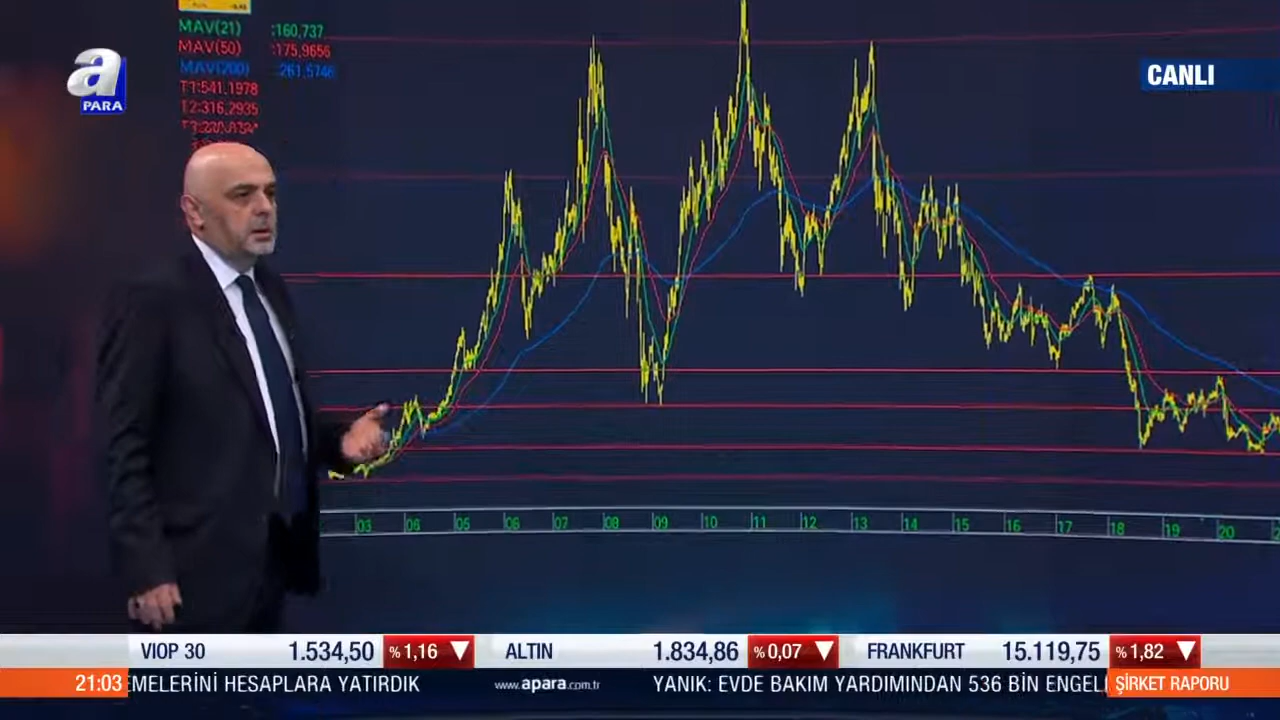 MAV(21) :160,737
MAV(50) :175,9656
MAV(200) :261,5746
T1:541,1978
T2:316,2935
a
PARA
CANLI
03 06 05 06 07 08 09 10 11 12 13 14 15 16 17 18 19 20
VIOP 30 1.534,50 %1,16 ALTIN 1.834,86 %0,07 FRANKFURT 15.119,75 %1,82
21:03 EMELERİNİ HESAPLARA YATIRDIK www.apara.com.tr YANIK: EVDE BAKIM YARDIMINDAN 536 BİN ENGEL ŞİRKET RAPORU